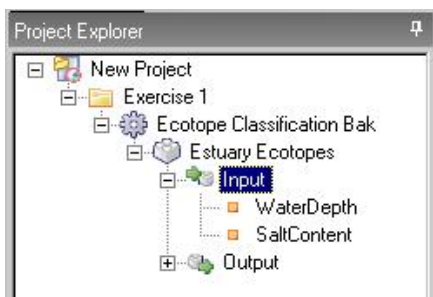 Project Explorer
New Project
Exercise 1
Ecotope Classification Bak
Estuary Ecotopes
Input
WaterDepth
SaltContent
Output